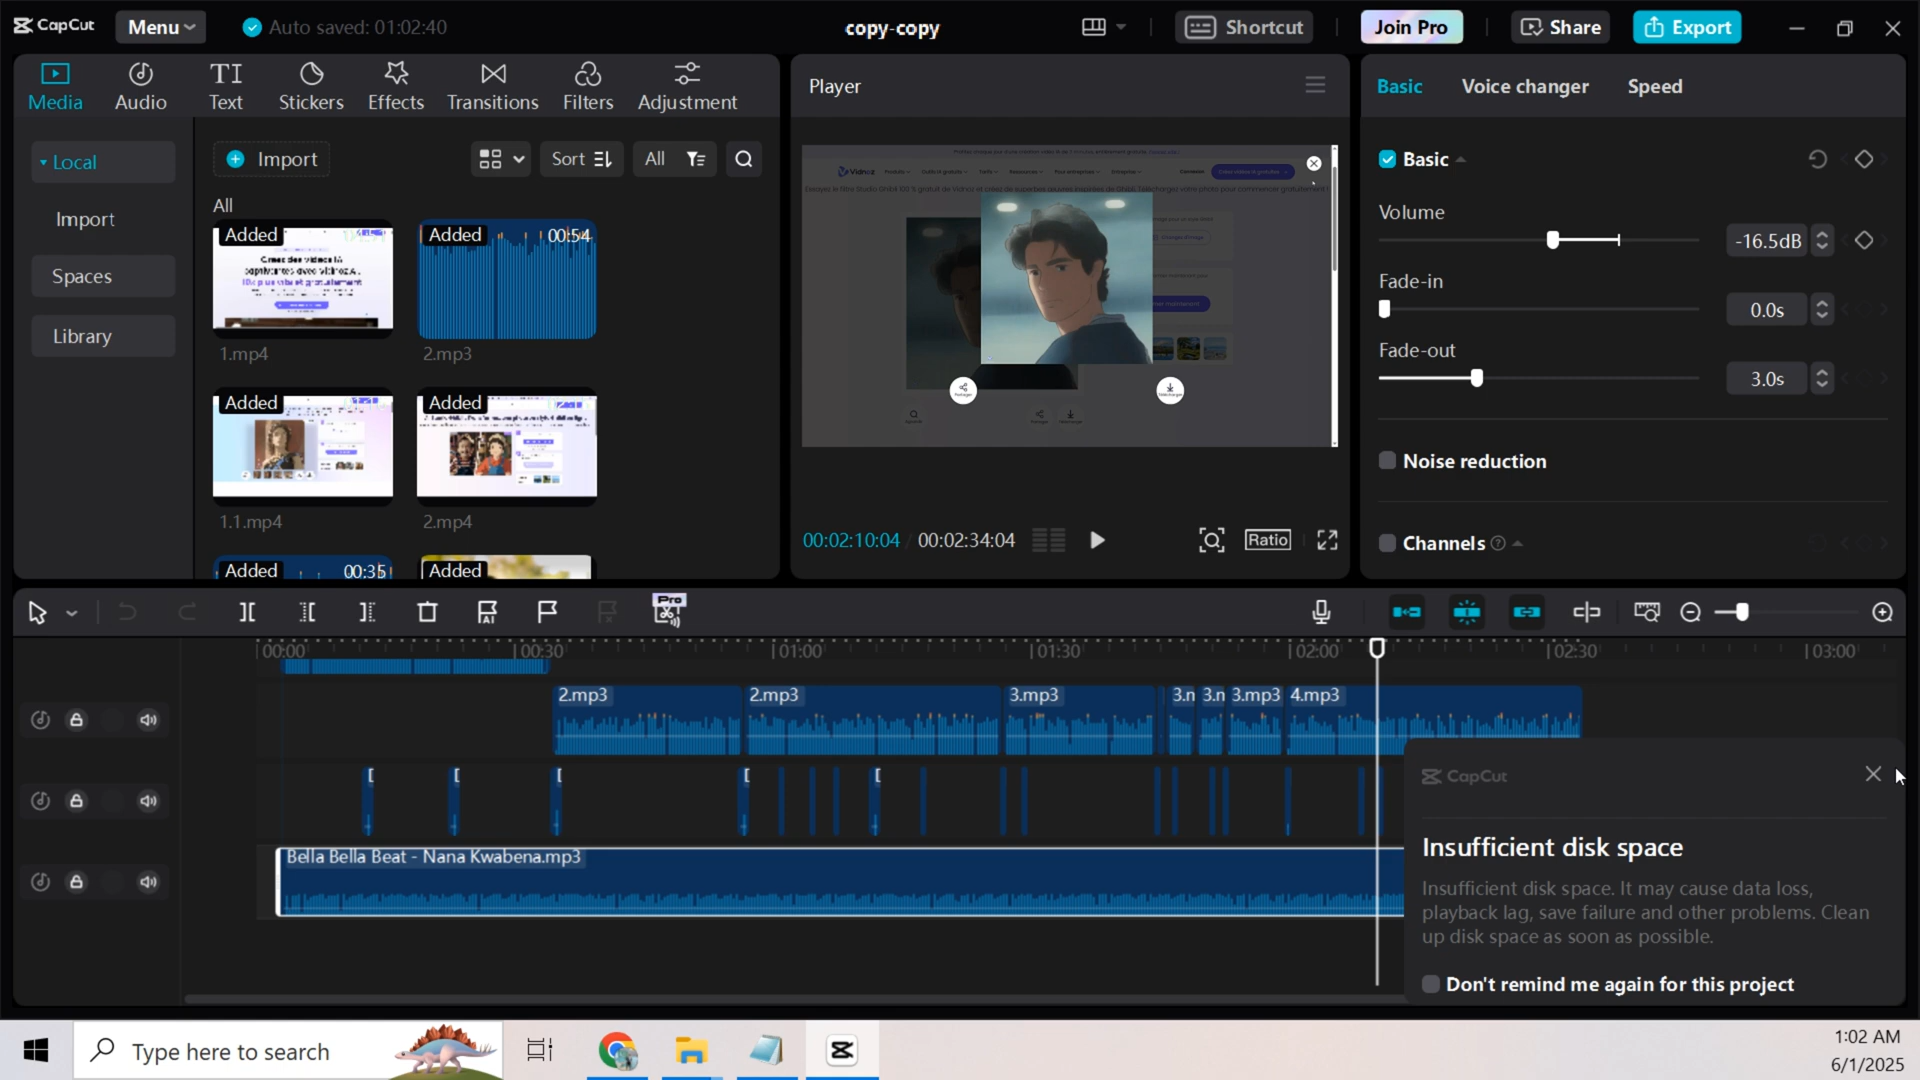 CapCut
Menu
Auto saved: 01:02:40
copy-copy
Shortcut
Join Pro
Share
Export
Media
Audio
TI
Text
Stickers
Effects
Transitions
Filters
Adjustment
Local
Import
Spaces
Library
Import
Sort
All
All
Added
1.mp4
Added
00:54
2.mp3
Added
1.1.mp4
Added
2.mp4
Added
00:35
Added
Player
Vidnoz
00:02:10:04 / 00:02:34:04
Ratio
Basic
Voice changer
Speed
Basic
Volume
-16.5dB
Fade-in
0.0s
Fade-out
3.0s
Noise reduction
Channels
AI
Pro
00:00
00:30
01:00
01:30
02:00
02:30
03:00
2.mp3
2.mp3
3.mp3
3.n
3.n
3.mp3
4.mp3
Bella Bella Beat - Nana Kwabena.mp3
CapCut
Insufficient disk space
Insufficient disk space. It may cause data loss,
playback lag, save failure and other problems. Clean
up disk space as soon as possible.
Don't remind me again for this project
Type here to search
1:02 AM
6/1/2025